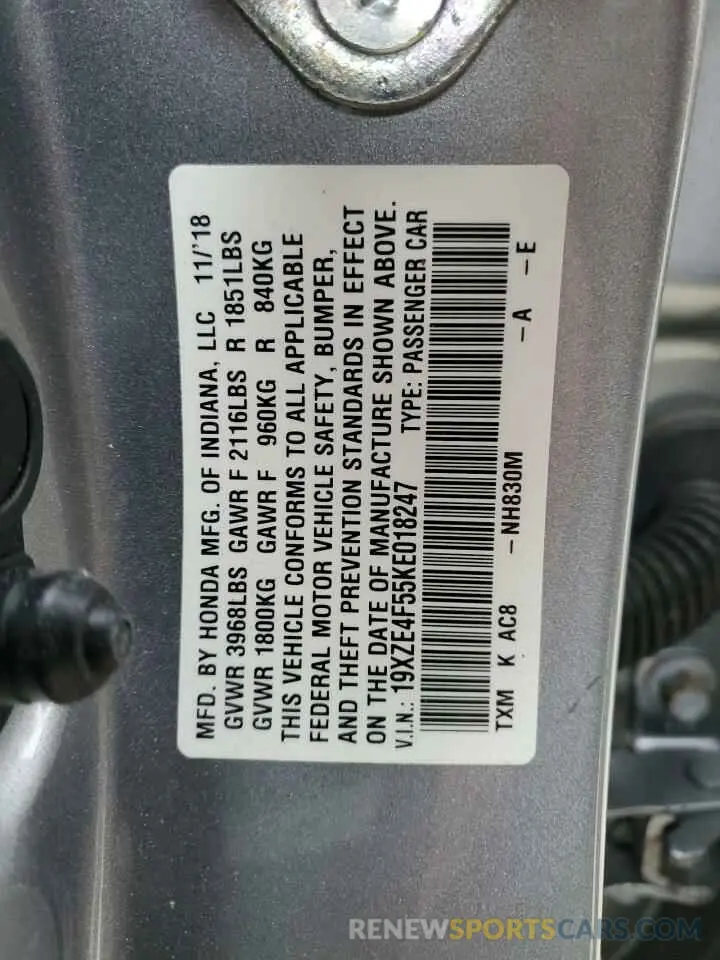 MFD. BY HONDA MFG. OF INDIANA, LLC 11/'18
GVWR 3968LBS GAWR F 2116LBS R 1851LBS
GVWR 1800KG GAWR F 960KG R 840KG
THIS VEHICLE CONFORMS TO ALL APPLICABLE
FEDERAL MOTOR VEHICLE SAFETY, BUMPER,
AND THEFT PREVENTION STANDARDS IN EFFECT
ON THE DATE OF MANUFACTURE SHOWN ABOVE.
V.I.N.: 19XZE4F55KE018247 TYPE: PASSENGER CAR
TXM K AC8 - NH830M - A - E
RENEWSPORTSCARS.COM